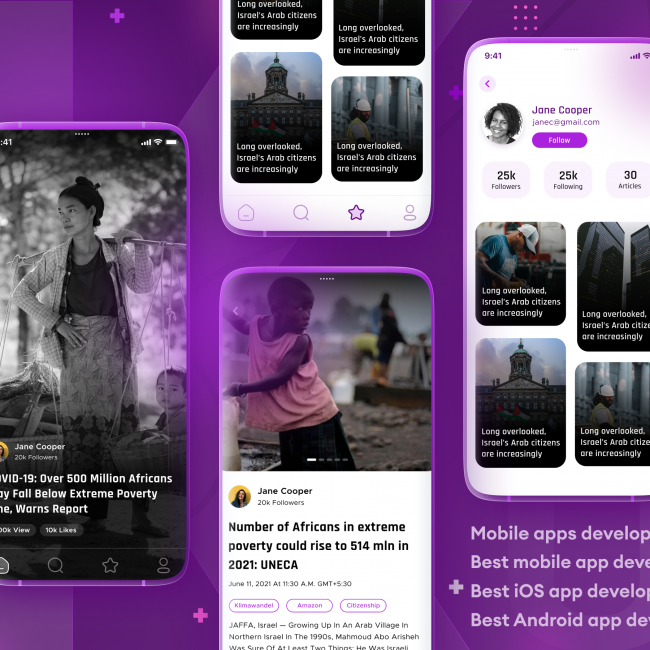 :41
Jane Cooper
20k Followers
OVID-19: Over 500 Million Africans
ay Fall Below Extreme Poverty
ne, Warns Report
00k View
10k Likes
Long overlooked,
Israel's Arab citizens
are increasingly
Long overlooked,
Israel's Arab citizens
are increasingly
Long overlooked,
Israel's Arab citizens
are increasingly
Long overlooked,
Israel's Arab citizens
are increasingly
Jane Cooper
20k Followers
Number of Africans in extreme
poverty could rise to 514 mln in
2021: UNECA
June 11, 2021 At 11:30 A.M. GMT+5:30
Klimawandel
Amazon
Citizenship
JAFFA, Israel — Growing Up In An Arab Village In
Northern Israel In The 1990s, Mahmoud Abo Arisheh
Was Sure Of At Least Two Things: He Was Israeli,
9:41
Jane Cooper
janec@gmail.com
Follow
25k
Followers
25k
Following
30
Articles
Long overlooked,
Israel's Arab citizens
are increasingly
Long overlooked,
Israel's Arab citize
are increasingly
Long overlooked,
Israel's Arab citizens
are increasingly
Long overlooked,
Israel's Arab citize
are increasingly
Mobile apps develop
Best mobile app deve
Best iOS app develop
Best Android app dev